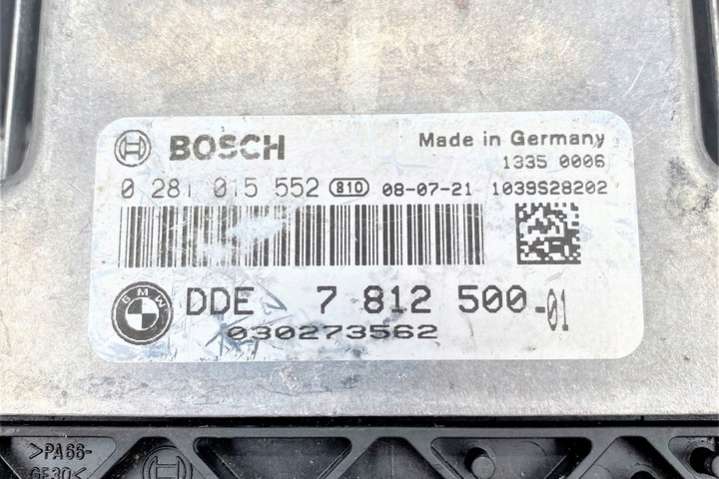 BOSCH
Made in Germany
1335 0006
0 281 015 552 810 08-07-21 1039S28202
BMW
DDE 7 812 500-01
030273562
>PA66-
GF30<